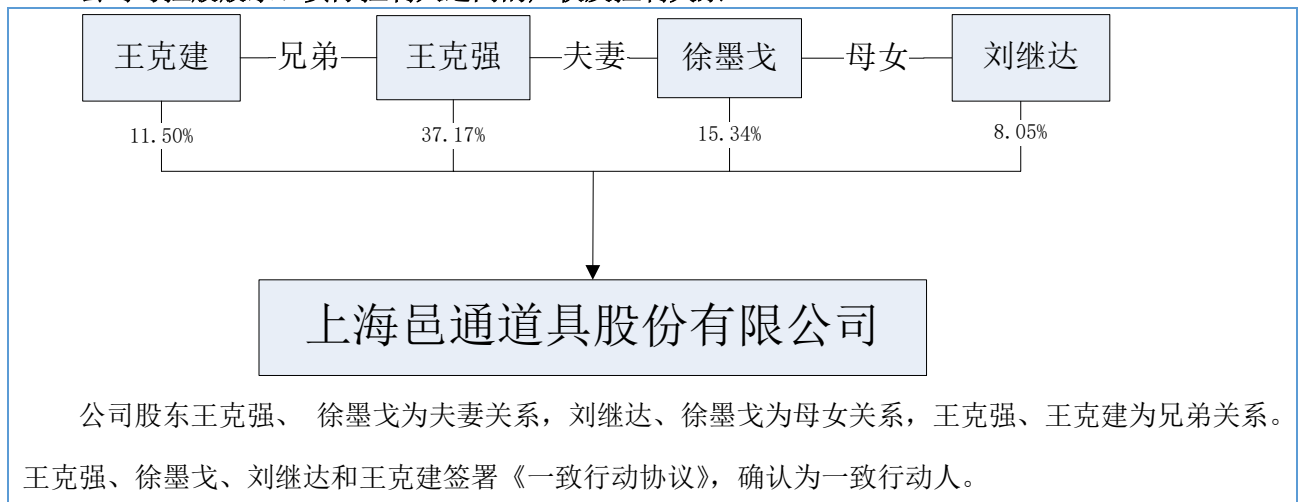 王克建 兄弟 王克强 夫妻 徐墨戈 母女 刘继达
11.50% 37.17% 15.34% 8.05%
上海邑通道具股份有限公司
公司股东王克强、 徐墨戈为夫妻关系，刘继达、徐墨戈为母女关系，王克强、王克建为兄弟关系。
王克强、徐墨戈、刘继达和王克建签署《一致行动协议》，确认为一致行动人。